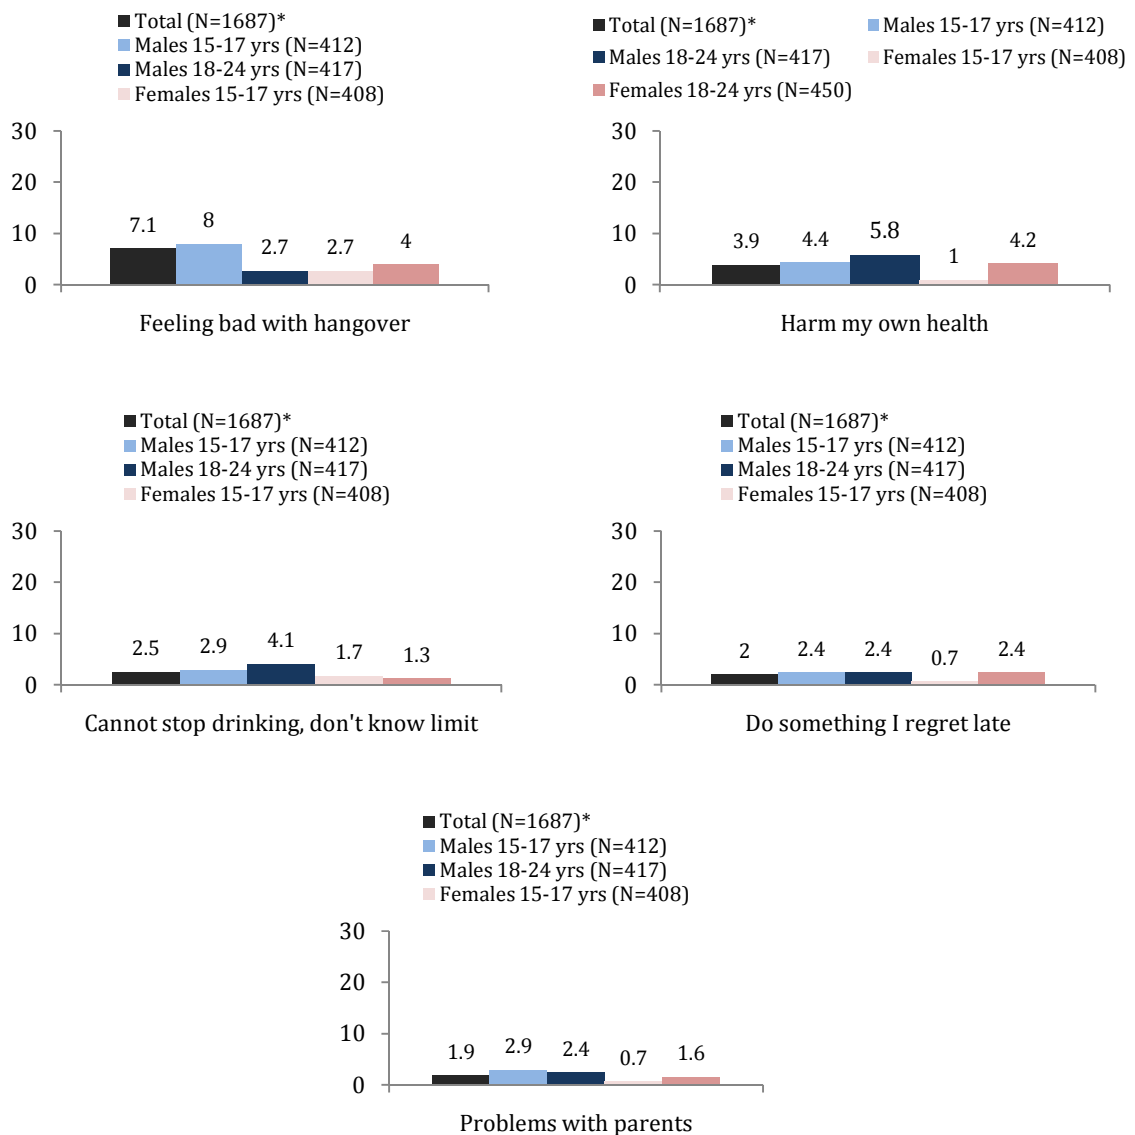 Total (N=1687)*
Males 15-17 yrs (N=412)
Males 18-24 yrs (N=417)
Females 15-17 yrs (N=408)
30
20
10
0
7.1
8
2.7
2.7
4
Feeling bad with hangover
Total (N=1687)*
Males 15-17 yrs (N=412)
Males 18-24 yrs (N=417)
Females 15-17 yrs (N=408)
Females 18-24 yrs (N=450)
30
20
10
0
3.9
4.4
5.8
1
4.2
Harm my own health
Total (N=1687)*
Males 15-17 yrs (N=412)
Males 18-24 yrs (N=417)
Females 15-17 yrs (N=408)
30
20
10
0
2.5
2.9
4.1
1.7
1.3
Cannot stop drinking, don't know limit
Total (N=1687)*
Males 15-17 yrs (N=412)
Males 18-24 yrs (N=417)
Females 15-17 yrs (N=408)
30
20
10
0
2
2.4
2.4
0.7
2.4
Do something I regret late
Total (N=1687)*
Males 15-17 yrs (N=412)
Males 18-24 yrs (N=417)
Females 15-17 yrs (N=408)
30
20
10
0
1.9
2.9
2.4
0.7
1.6
Problems with parents